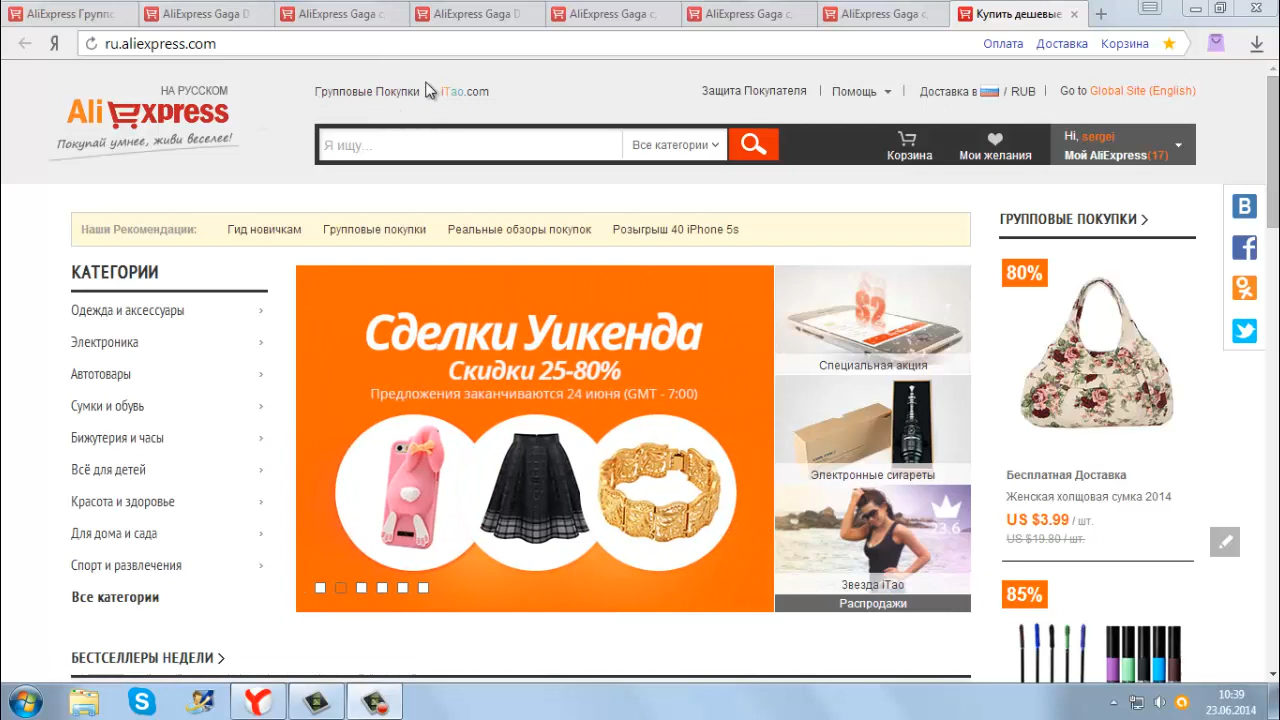 AliExpress Групп
AliExpress Gaga D
AliExpress Gaga с
AliExpress Gaga D
AliExpress Gaga с
AliExpress Gaga с
AliExpress Gaga с
Купить дешевые
Я
ru.aliexpress.com
Оплата
Доставка
Корзина
НА РУССКОМ
AliExpress
Покупай умнее, живи веселее!
Групповые Покупки
iTao.com
Защита Покупателя
Помощь
Доставка в / RUB
Go to Global Site (English)
Я ищу...
Все категории
Корзина
Мои желания
Hi, sergei
Мой AliExpress(17)
Наши Рекомендации:
Гид новичкам
Групповые покупки
Реальные обзоры покупок
Розыгрыш 40 iPhone 5s
КАТЕГОРИИ
Одежда и аксессуары
Электроника
Автотовары
Сумки и обувь
Бижутерия и часы
Всё для детей
Красота и здоровье
Для дома и сада
Спорт и развлечения
Все категории
Сделки Уикенда
Скидки 25-80%
Предложения заканчиваются 24 июня (GMT - 7:00)
Специальная акция
Электронные сигареты
23.6
Звезда iTao
Распродажи
ГРУППОВЫЕ ПОКУПКИ
80%
Бесплатная Доставка
Женская холщовая сумка 2014
US $3.99 / шт.
US $19.80 / шт.
85%
БЕСТСЕЛЛЕРЫ НЕДЕЛИ
10:39
23.06.2014